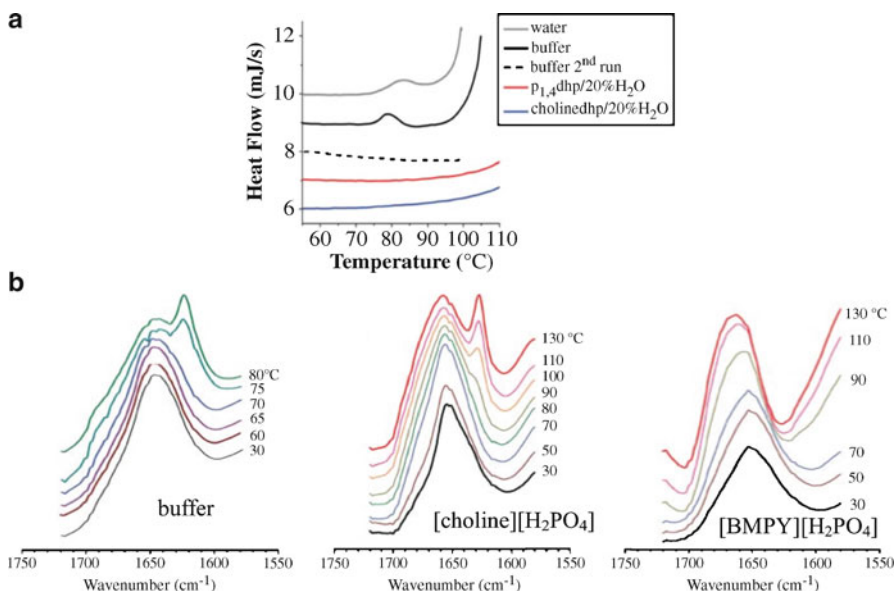 a
Heat Flow (mJ/s)
12
10
8
6
60 70 80 90 100 110
Temperature (°C)
water
buffer
buffer 2nd run
p1,4dhp/20%H2O
cholinedhp/20%H2O
b
80°C
75
70
65
60
30
buffer
1750 1650 1550
Wavenumber (cm-1)
130 °C
110
100
90
80
70
50
30
[choline][H2PO4]
1750 1700 1650 1600 1550
Wavenumber (cm-1)
130 °C
110
90
70
50
30
[BMPY][H2PO4]
1750 1700 1650 1600 1550
Wavenumber (cm-1)